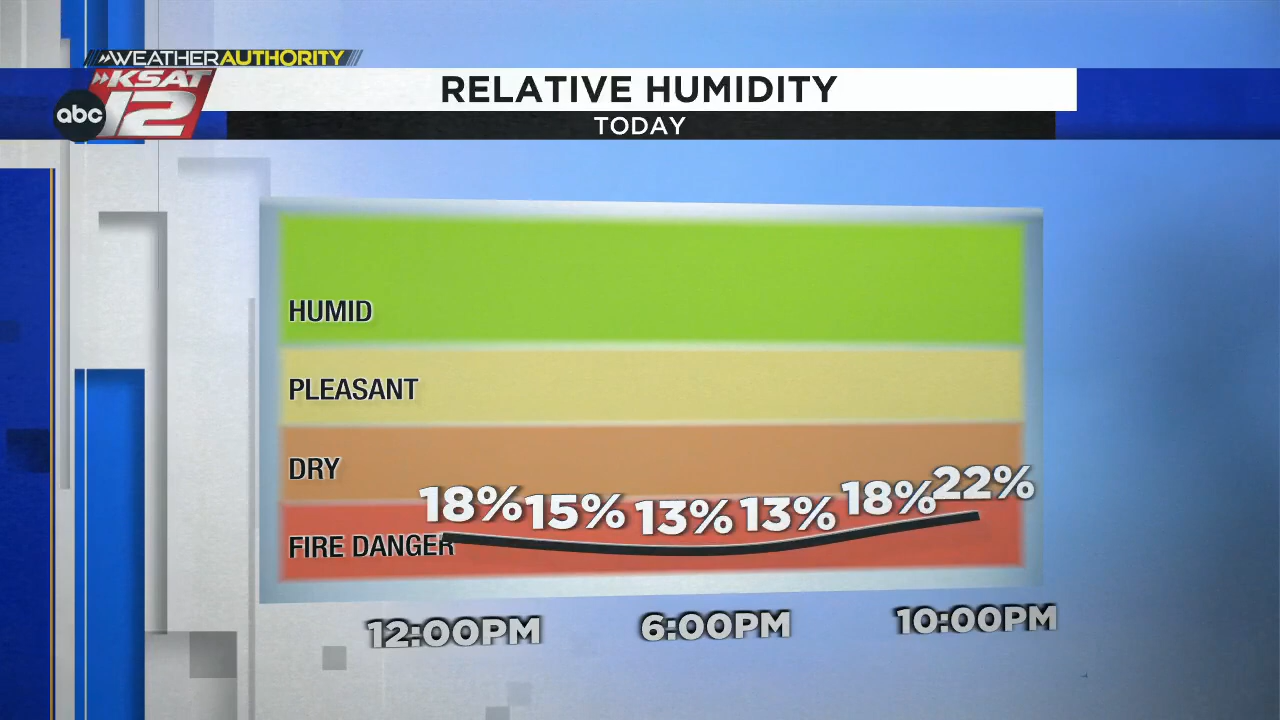 WEATHERAUTHORITY
KSAT
abc 12
RELATIVE HUMIDITY
TODAY
HUMID
PLEASANT
DRY
18% 15% 13% 13% 18% 22%
FIRE DANGER
12:00PM 6:00PM 10:00PM